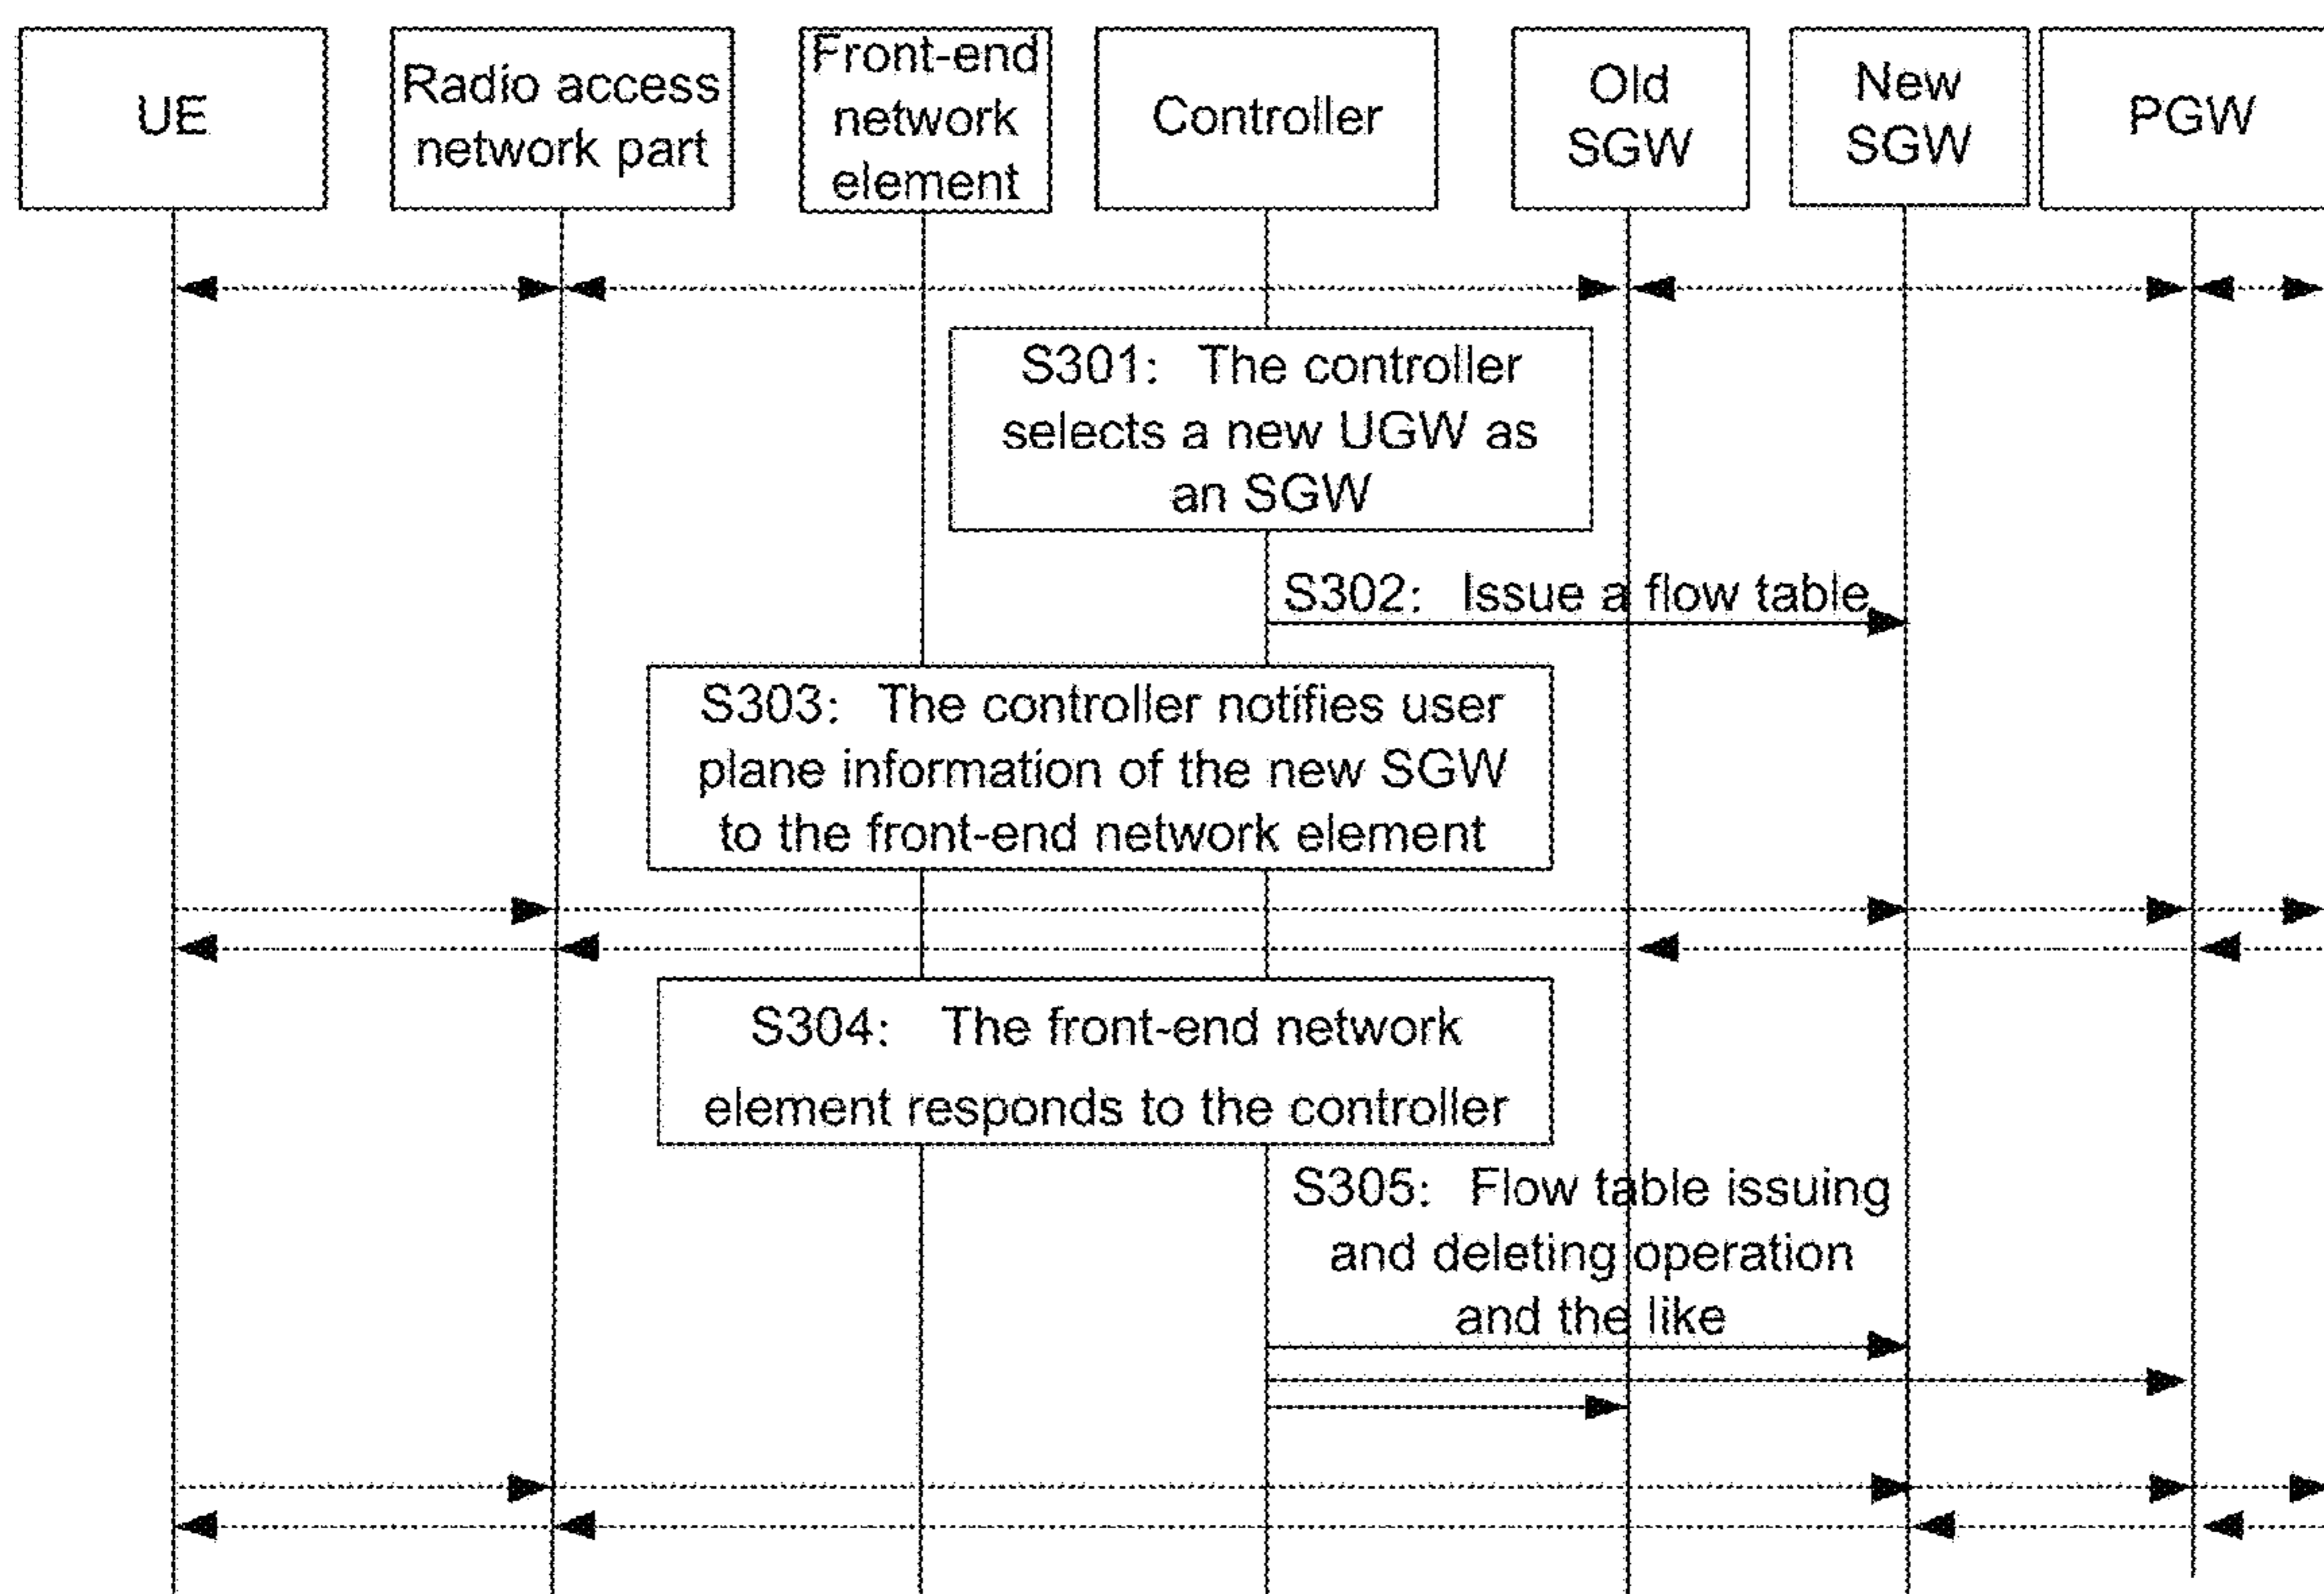 UE
Radio access
network part
Front-end
network
element
Controller
Old
SGW
New
SGW
PGW
S301: The controller
selects a new UGW as
an SGW
S302: Issue a flow table
S303: The controller notifies user
plane information of the new SGW
to the front-end network element
S304: The front-end network
element responds to the controller
S305: Flow table issuing
and deleting operation
and the like